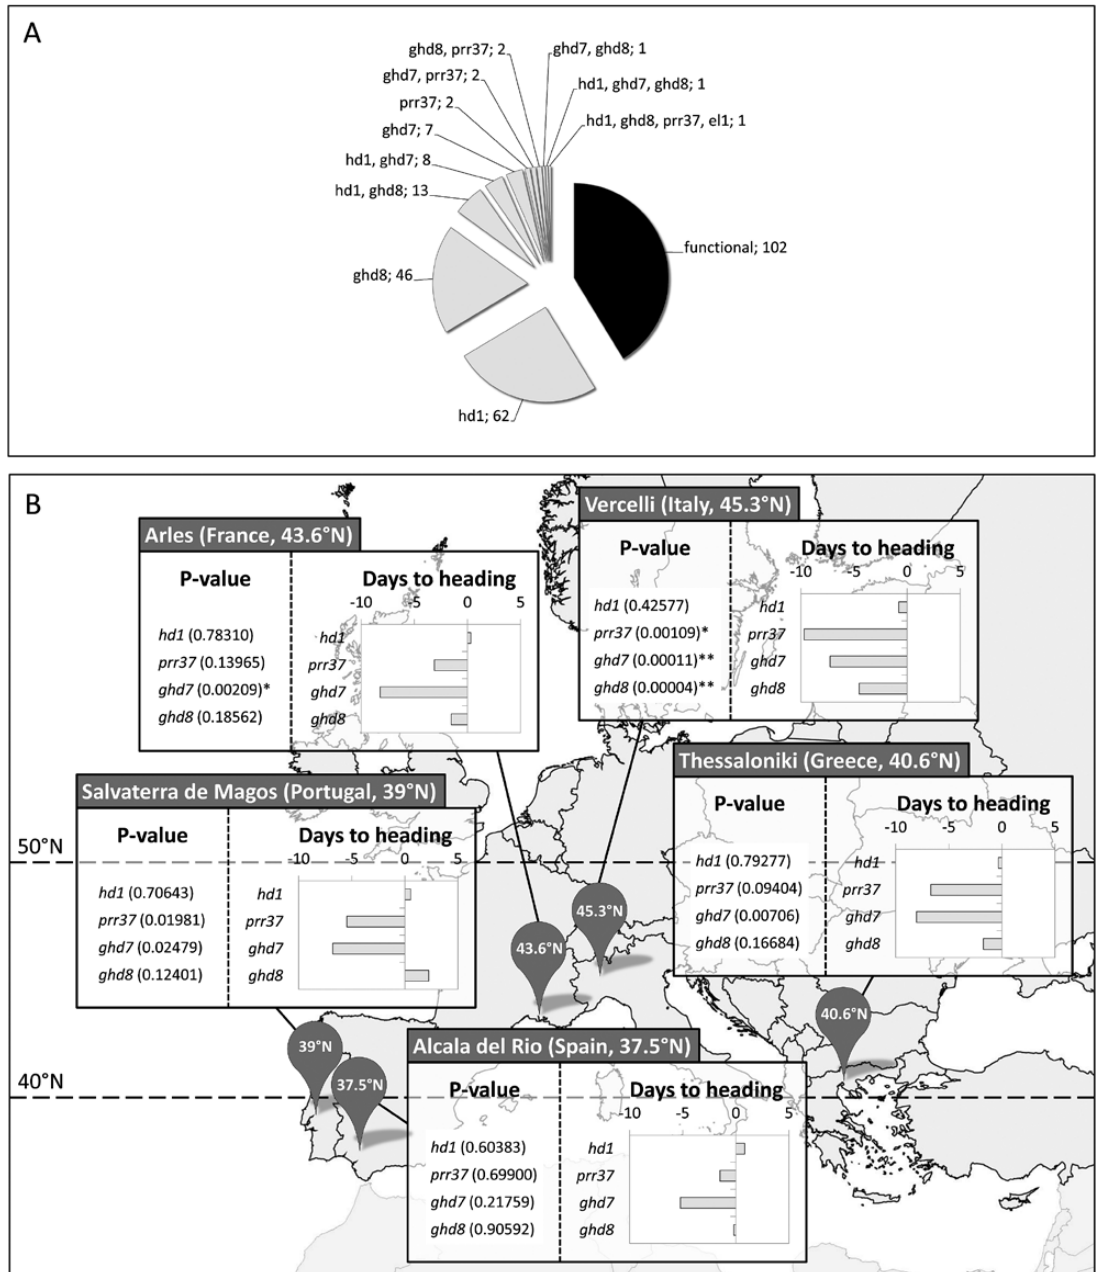 A
ghd8, prr37; 2
ghd7, ghd8; 1
ghd7, prr37; 2
hd1, ghd7, ghd8; 1
prr37; 2
hd1, ghd8, prr37, el1; 1
ghd7; 7
hd1, ghd7; 8
hd1, ghd8; 13
functional; 102
ghd8; 46
hd1; 62
B
Arles (France, 43.6°N)
P-value
Days to heading
-10 -5 0 5
hd1 (0.78310)
prr37 (0.13965)
ghd7 (0.00209)*
ghd8 (0.18562)
hd1
prr37
ghd7
ghd8
Vercelli (Italy, 45.3°N)
P-value
Days to heading
-10 -5 0 5
hd1 (0.42577)
prr37 (0.00109)*
ghd7 (0.00011)**
ghd8 (0.00004)**
hd1
prr37
ghd7
ghd8
Salvaterra de Magos (Portugal, 39°N)
P-value
Days to heading
-10 -5 0 5
hd1 (0.70643)
prr37 (0.01981)
ghd7 (0.02479)
ghd8 (0.12401)
hd1
prr37
ghd7
ghd8
Thessaloniki (Greece, 40.6°N)
P-value
Days to heading
-10 -5 0 5
hd1 (0.79277)
prr37 (0.09404)
ghd7 (0.00706)
ghd8 (0.16684)
hd1
prr37
ghd7
ghd8
50°N
45.3°N
43.6°N
40.6°N
39°N
37.5°N
40°N
Alcala del Rio (Spain, 37.5°N)
P-value
Days to heading
-10 -5 0 5
hd1 (0.60383)
prr37 (0.69900)
ghd7 (0.21759)
ghd8 (0.90592)
hd1
prr37
ghd7
ghd8